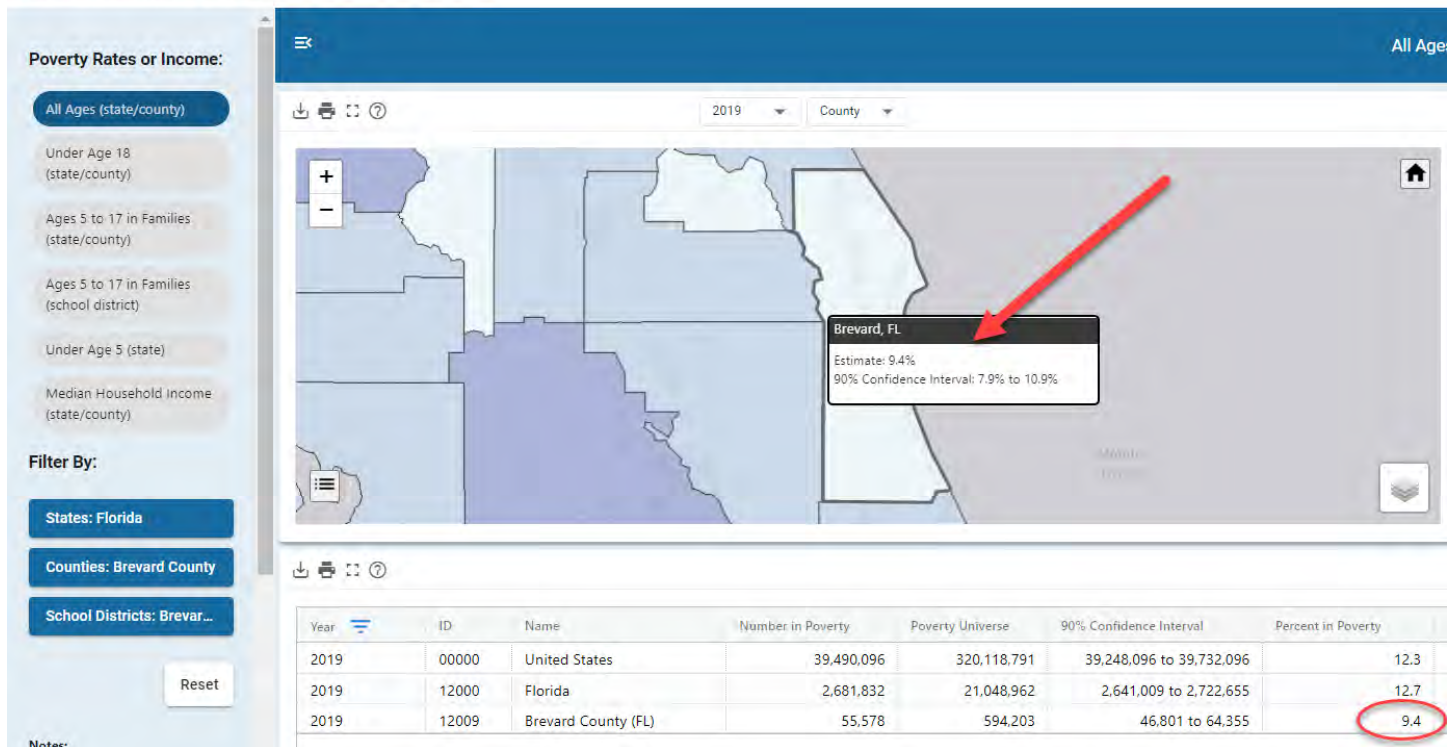 Poverty Rates or Income:
All Ages (state/county)
Under Age 18
(state/county)
Ages 5 to 17 in Families
(state/county)
Ages 5 to 17 in Families
(school district)
Under Age 5 (state)
Median Household Income
(state/county)
Filter By:
States: Florida
Counties: Brevard County
School Districts: Brevar...
Reset
Notes:
All Ages
2019 County
+
−
Brevard, FL
Estimate: 9.4%
90% Confidence Interval: 7.9% to 10.9%
Year ID Name Number in Poverty Poverty Universe 90% Confidence Interval Percent in Poverty
2019 00000 United States 39,490,096 320,118,791 39,248,096 to 39,732,096 12.3
2019 12000 Florida 2,681,832 21,048,962 2,641,009 to 2,722,655 12.7
2019 12009 Brevard County (FL) 55,578 594,203 46,801 to 64,355 9.4